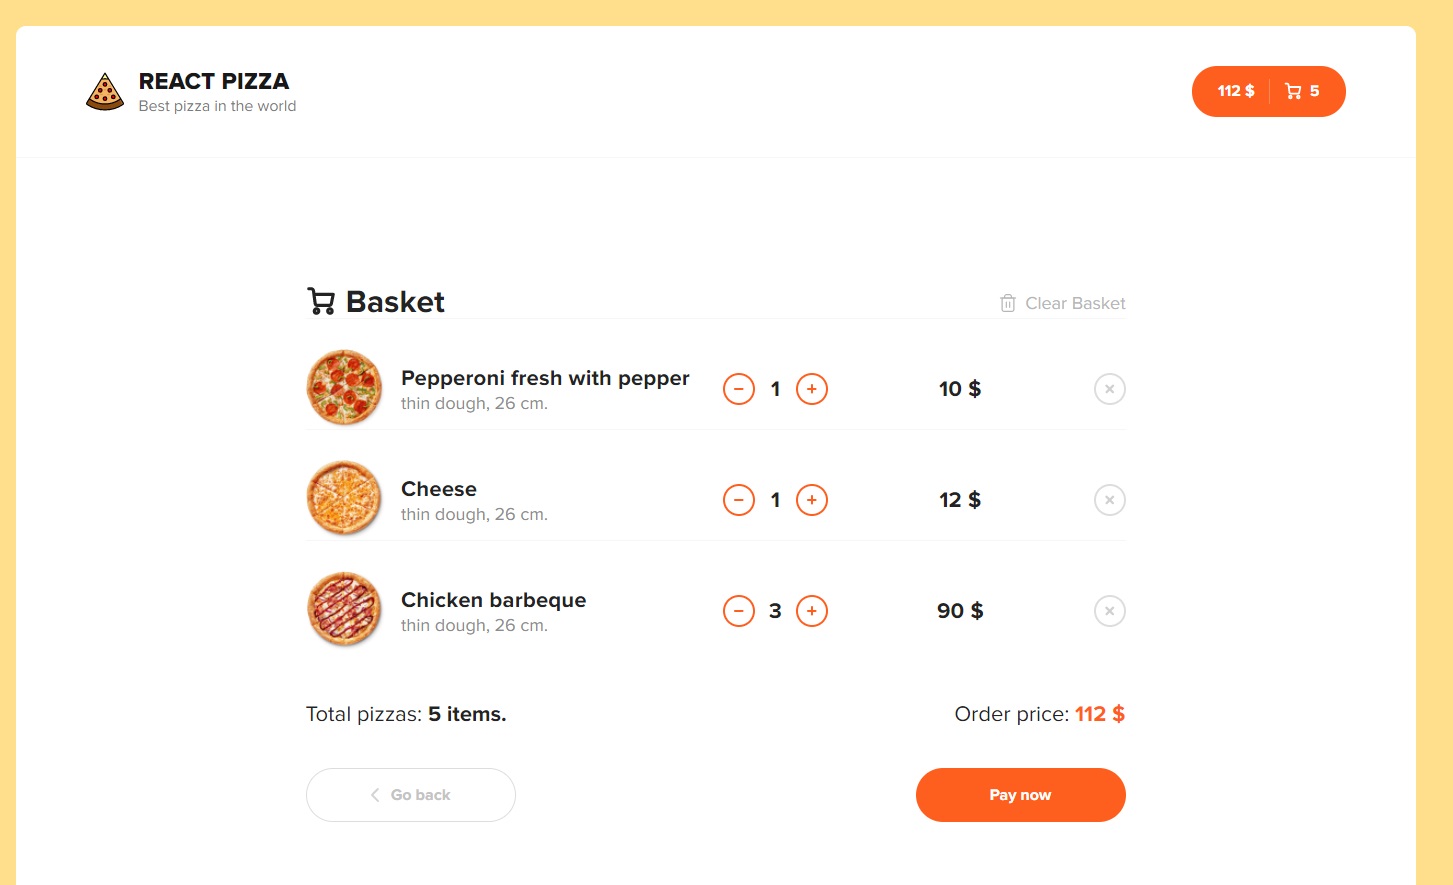 REACT PIZZA
Best pizza in the world
112 $ 5
Basket
Clear Basket
Pepperoni fresh with pepper
thin dough, 26 cm.
1
10 $
Cheese
thin dough, 26 cm.
1
12 $
Chicken barbeque
thin dough, 26 cm.
3
90 $
Total pizzas: 5 items.
Order price: 112 $
Go back
Pay now